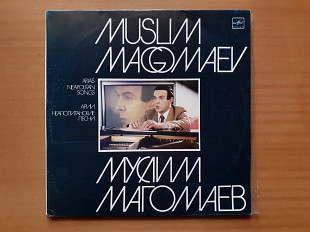 MUSLIM
MAGOMAEV
ARIAS
NEAPOLITAN
SONGS
АРИИ
НЕАПОЛИТАНСКИЕ
ПЕСНИ
МУСЛИМ
МАГОМАЕВ